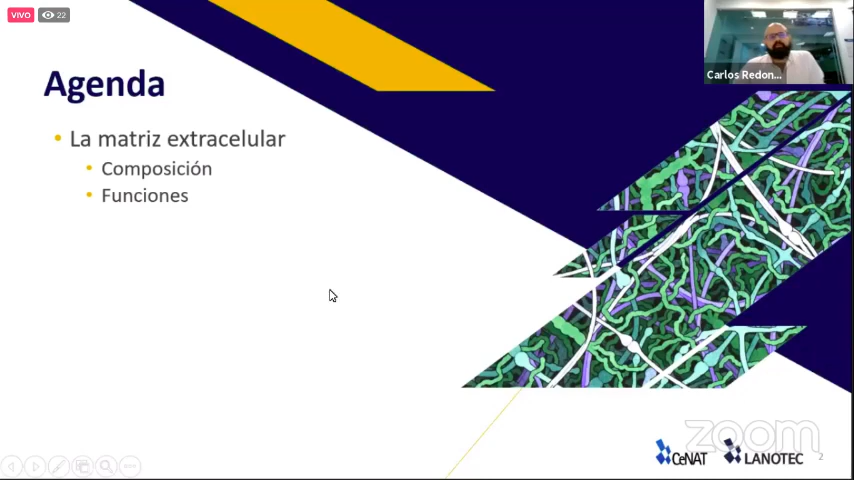 VIVO
22
Carlos Redon...
Agenda
• La matriz extracelular
• Composición
• Funciones
zoom
CeNAT
LANOTEC
2